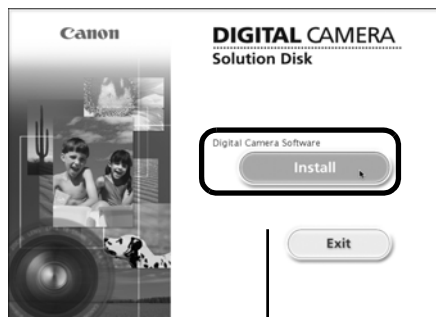 Canon
DIGITAL CAMERA
Solution Disk
Digital Camera Software
Install
Exit